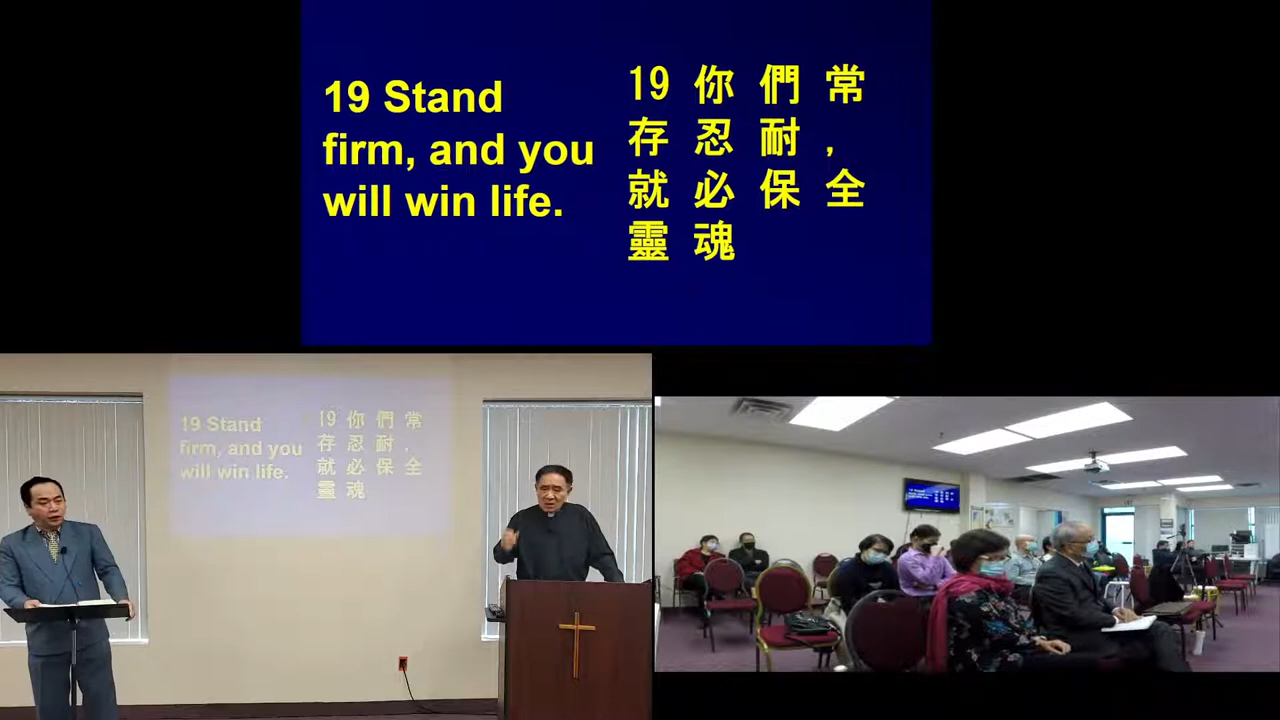 19 Stand
firm, and you
will win life.
19 你 們 常
存 忍 耐 ,
就 必 保 全
靈 魂
19 Stand
firm, and you
will win life.
19 你 們 常
存 忍 耐 ,
就 必 保 全
靈 魂